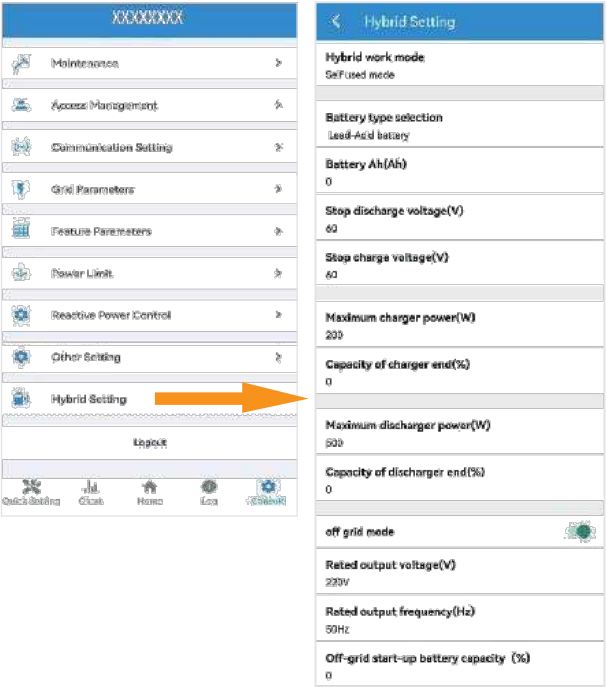 XXXXXXXX
Maintenance
Access Management
Communication Setting
Grid Parameters
Feature Parameters
Power Limit
Reactive Power Control
Other Setting
Hybrid Setting
Logout
Quick Setting
Chart
Home
Log
Console
Hybrid Setting
Hybrid work mode
Self used mode
Battery type selection
Lead-Acid battery
Battery Ah(Ah)
0
Stop discharge voltage(V)
60
Stop charge voltage(V)
60
Maximum charger power(W)
200
Capacity of charger end(%)
0
Maximum discharger power(W)
500
Capacity of discharger end(%)
0
off grid mode
Rated output voltage(V)
220V
Rated output frequency(Hz)
50Hz
Off-grid start-up battery capacity (%)
0